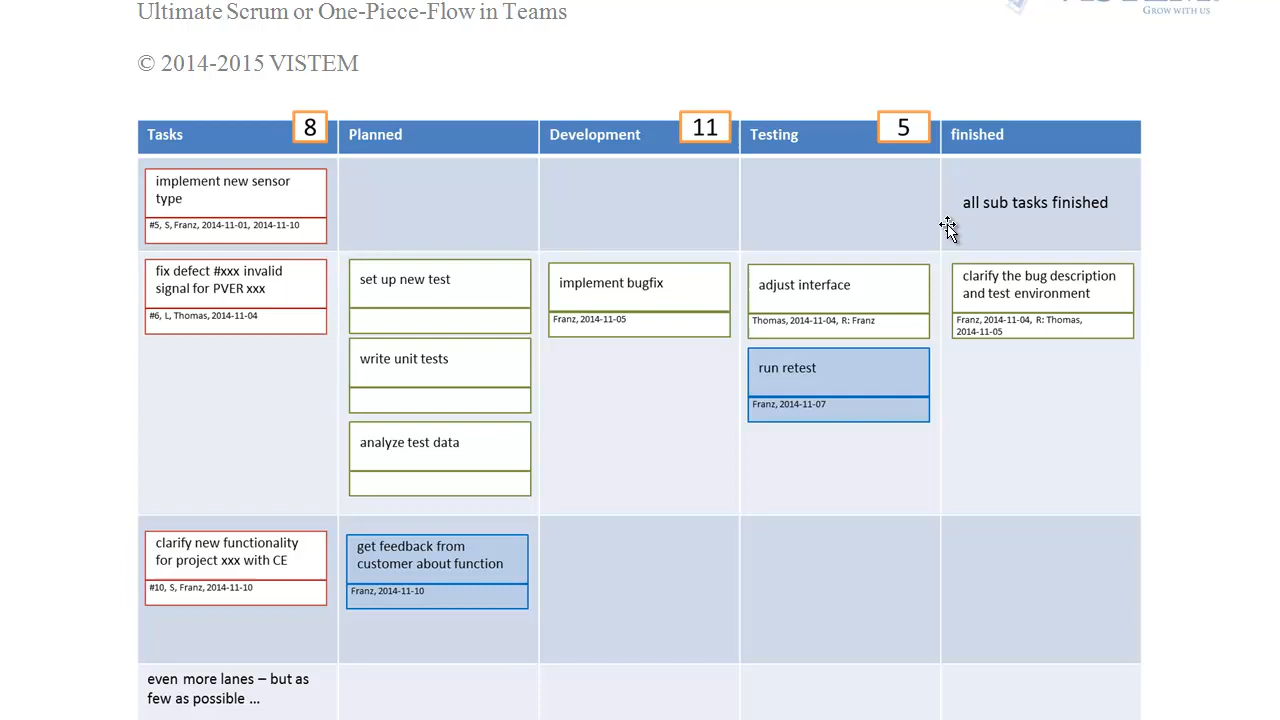 Ultimate Scrum or One-Piece-Flow in Teams
GROW WITH US
© 2014-2015 VISTEM
Tasks
8
Planned
Development
11
Testing
5
finished
implement new sensor
type
#5, S, Franz, 2014-11-01, 2014-11-10
all sub tasks finished
fix defect #xxx invalid
signal for PVER xxx
#6, L, Thomas, 2014-11-04
set up new test
write unit tests
analyze test data
implement bugfix
Franz, 2014-11-05
adjust interface
Thomas, 2014-11-04, R: Franz
run retest
Franz, 2014-11-07
clarify the bug description
and test environment
Franz, 2014-11-04, R: Thomas,
2014-11-05
clarify new functionality
for project xxx with CE
#10, S, Franz, 2014-11-10
get feedback from
customer about function
Franz, 2014-11-10
even more lanes – but as
few as possible ...